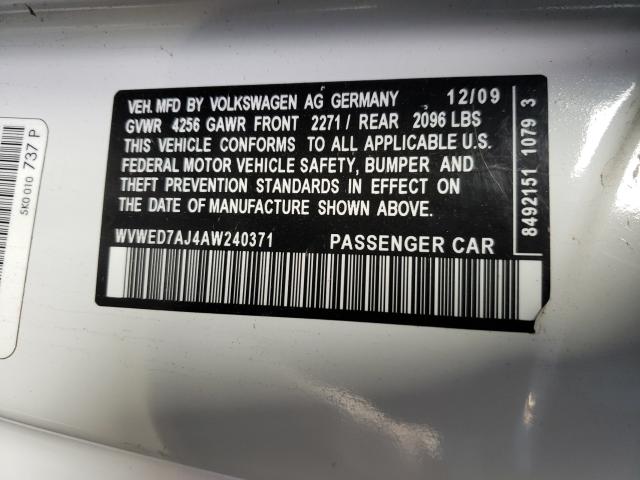 VEH. MFD BY VOLKSWAGEN AG GERMANY 12/09
GVWR 4256 GAWR FRONT 2271/ REAR 2096 LBS
THIS VEHICLE CONFORMS TO ALL APPLICABLE U.S.
FEDERAL MOTOR VEHICLE SAFETY, BUMPER AND
THEFT PREVENTION STANDARDS IN EFFECT ON
THE DATE OF MANUFACTURE SHOWN ABOVE.
WVWED7AJ4AW240371 PASSENGER CAR
8492151 1079 3
5K0 010 737 P